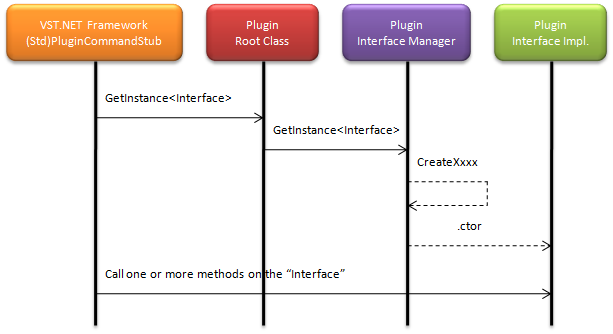 VST.NET Framework
(Std)PluginCommandStub
Plugin
Root Class
Plugin
Interface Manager
Plugin
Interface Impl.
GetInstance<Interface>
GetInstance<Interface>
CreateXxxx
.ctor
Call one or more methods on the “Interface”